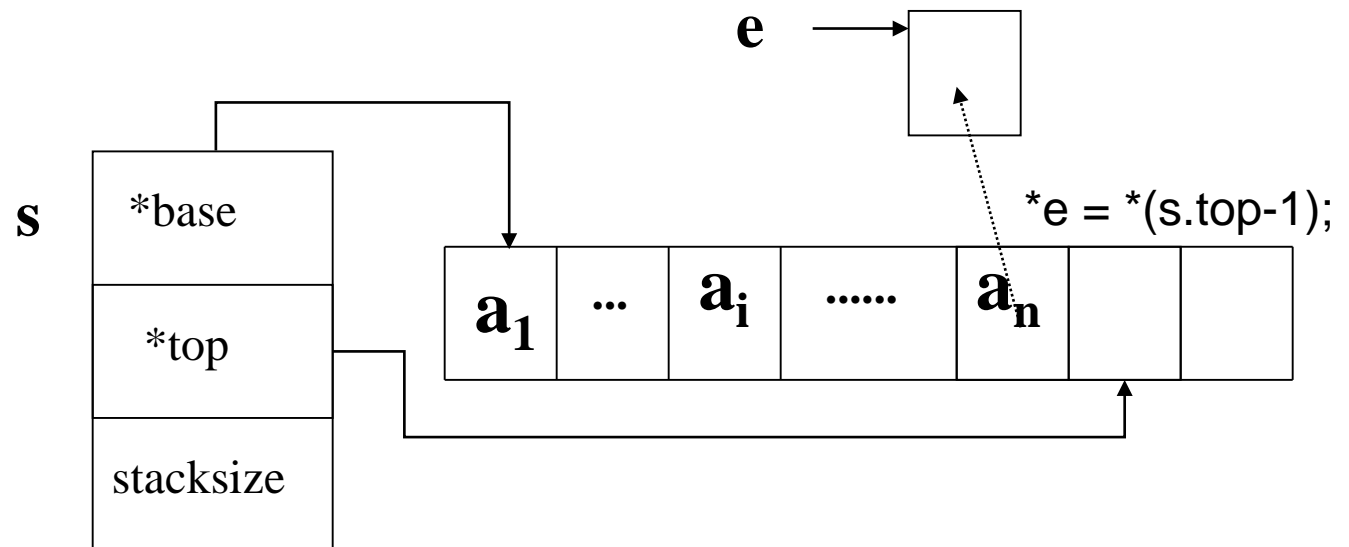 e
s
*base
*e = *(s.top-1);
a1 ... ai ...... an
*top
stacksize